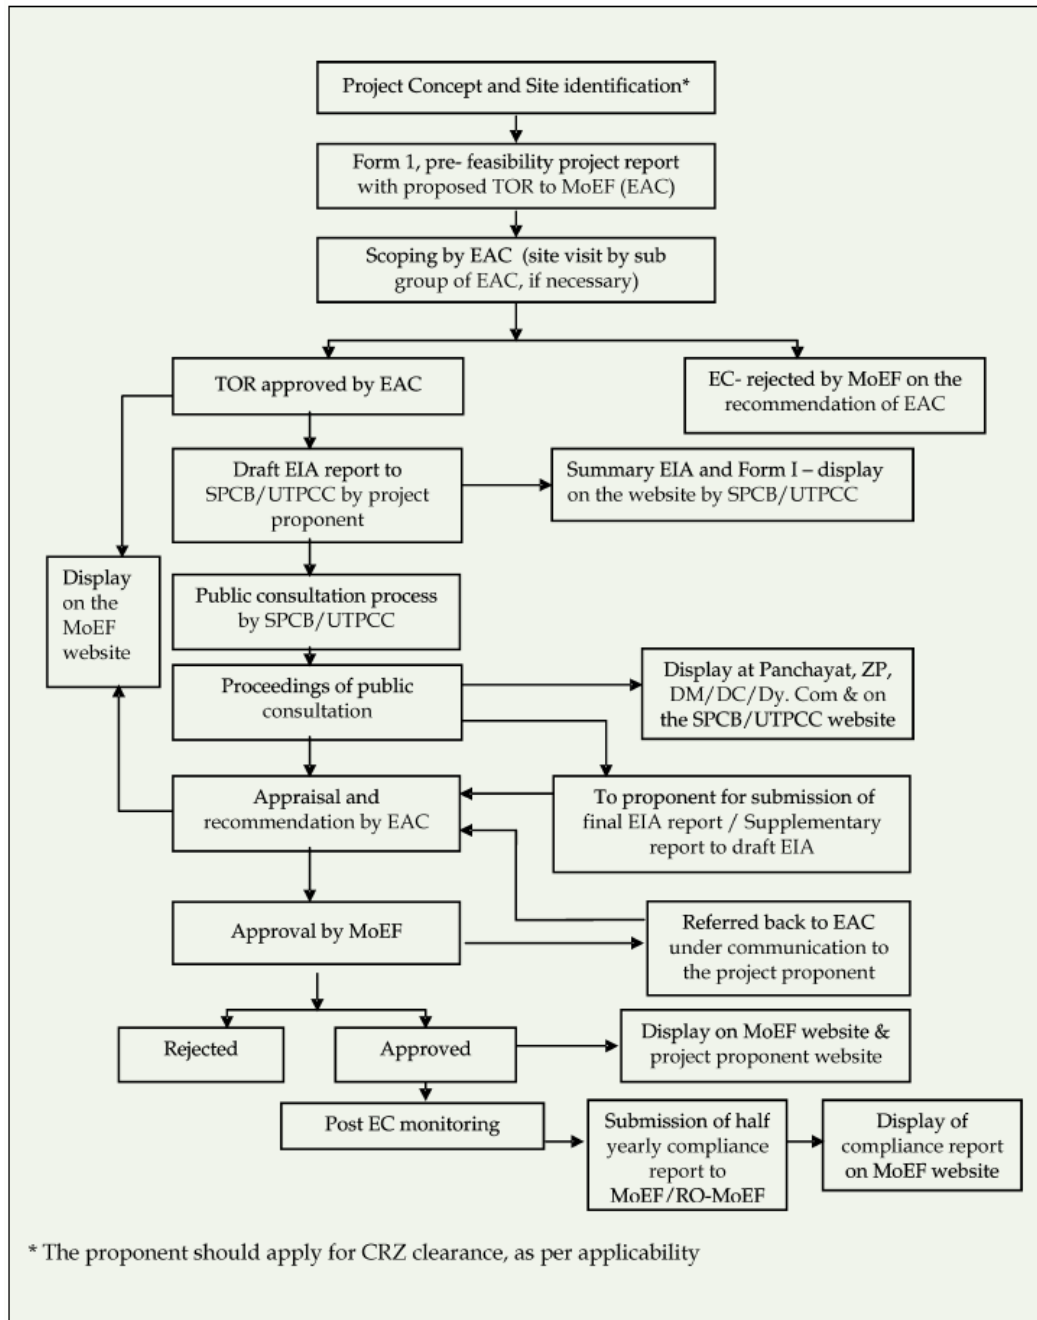 Project Concept and Site identification*
Form 1, pre- feasibility project report
with proposed TOR to MoEF (EAC)
Scoping by EAC (site visit by sub
group of EAC, if necessary)
TOR approved by EAC
EC- rejected by MoEF on the
recommendation of EAC
Draft EIA report to
SPCB/UTPCC by project
proponent
Summary EIA and Form I – display
on the website by SPCB/UTPCC
Display
on the
MoEF
website
Public consultation process
by SPCB/UTPCC
Proceedings of public
consultation
Display at Panchayat, ZP,
DM/DC/Dy. Com & on
the SPCB/UTPCC website
Appraisal and
recommendation by EAC
To proponent for submission of
final EIA report / Supplementary
report to draft EIA
Approval by MoEF
Referred back to EAC
under communication to
the project proponent
Rejected
Approved
Display on MoEF website &
project proponent website
Post EC monitoring
Submission of half
yearly compliance
report to
MoEF/RO-MoEF
Display of
compliance report
on MoEF website
* The proponent should apply for CRZ clearance, as per applicability